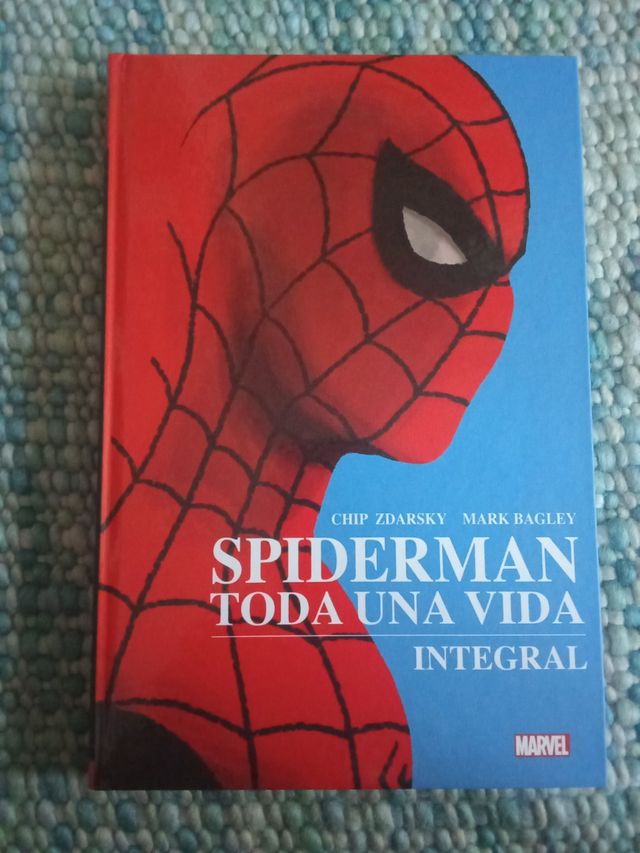 CHIP ZDARSKY MARK BAGLEY
SPIDERMAN
TODA UNA VIDA
INTEGRAL
MARVEL